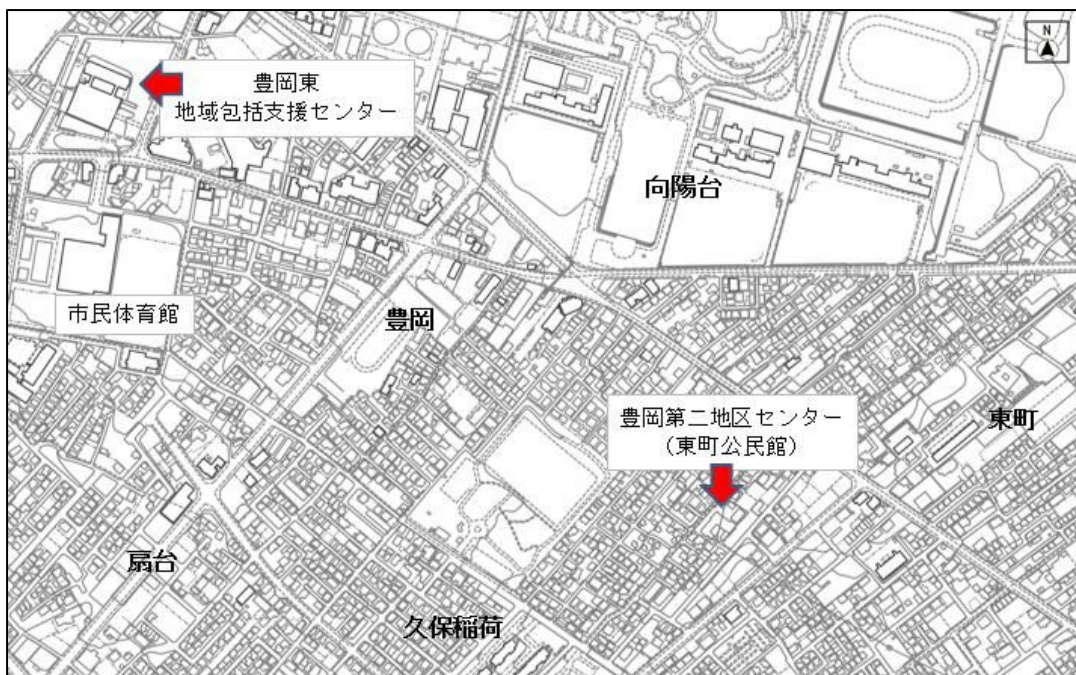 N
豊岡東
地域包括支援センター
向陽台
市民体育館
豊岡
豊岡第二地区センター
（東町公民館）
東町
扇台
久保稲荷